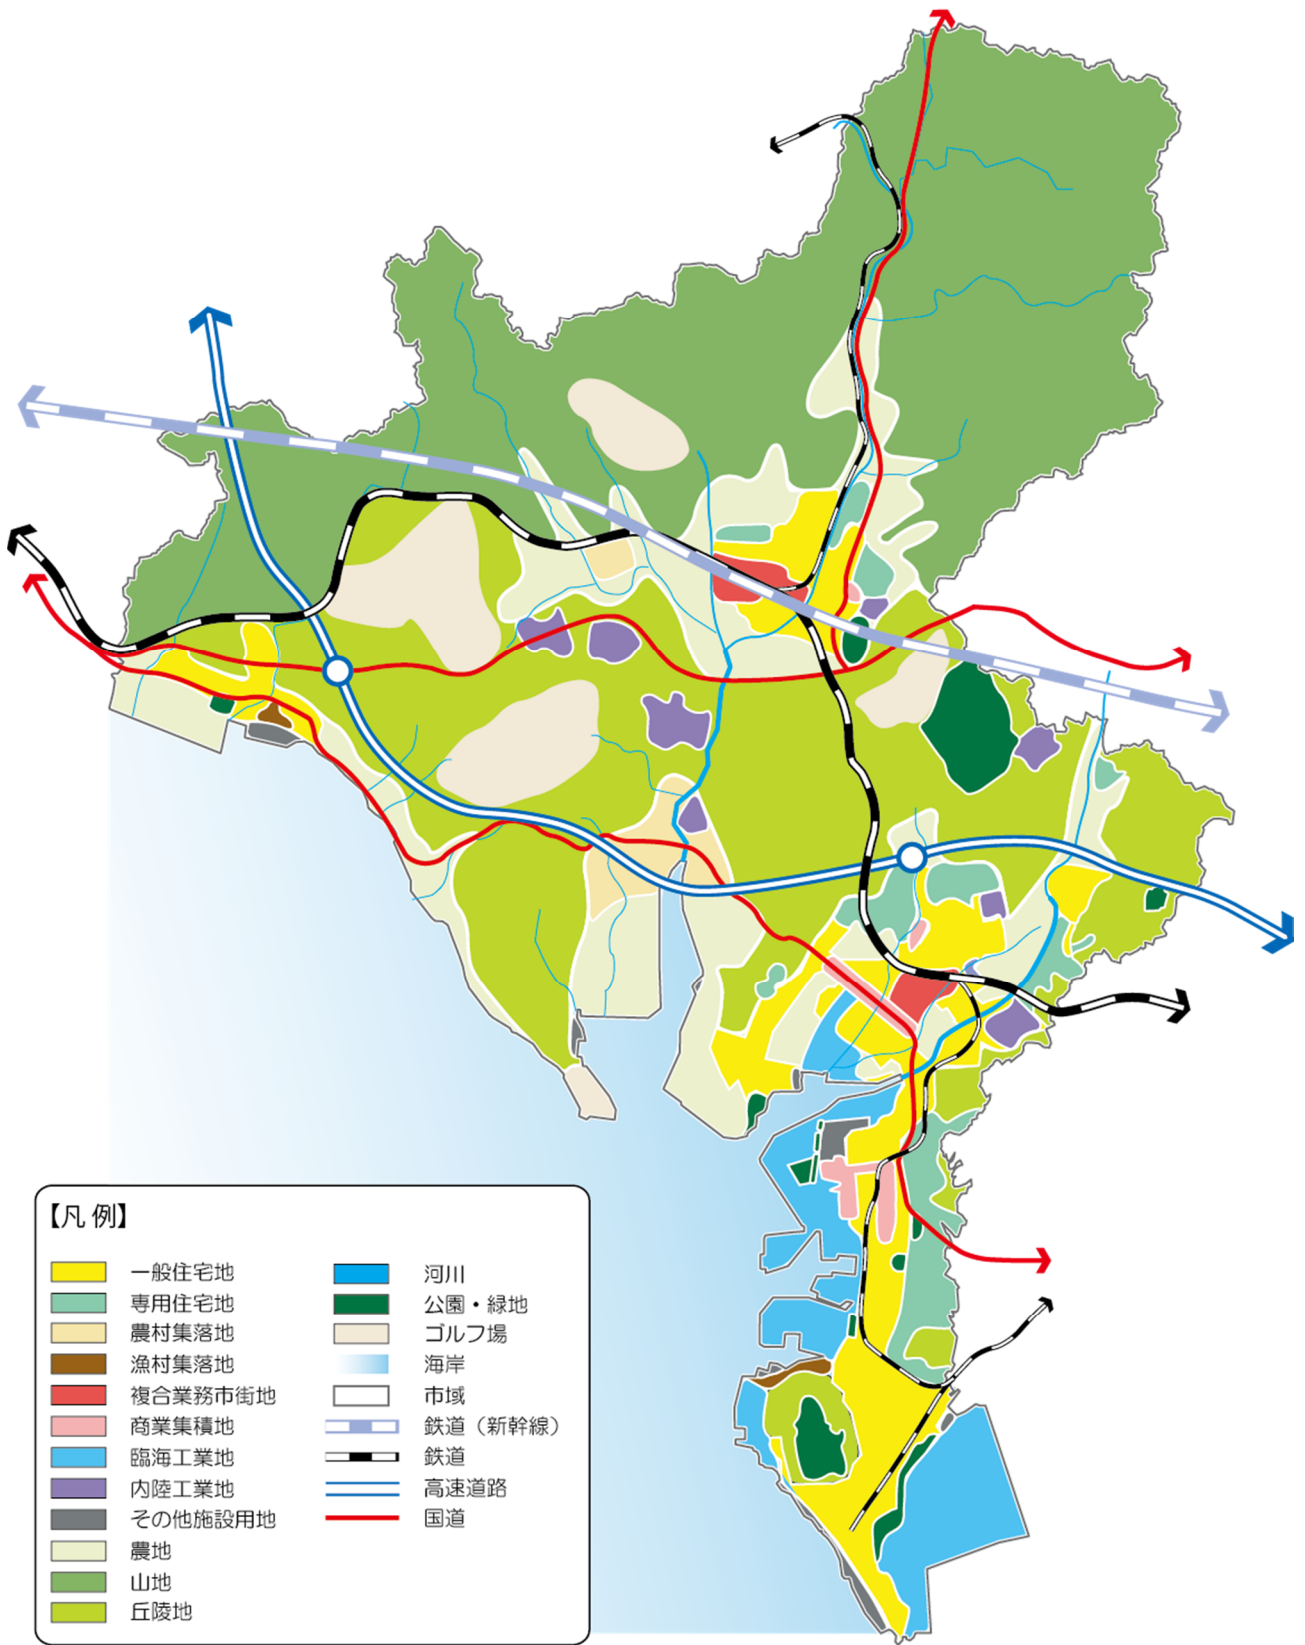 【凡例】
一般住宅地
専用住宅地
農村集落地
漁村集落地
複合業務市街地
商業集積地
臨海工業地
内陸工業地
その他施設用地
農地
山地
丘陵地
河川
公園・緑地
ゴルフ場
海岸
市域
鉄道（新幹線）
鉄道
高速道路
国道